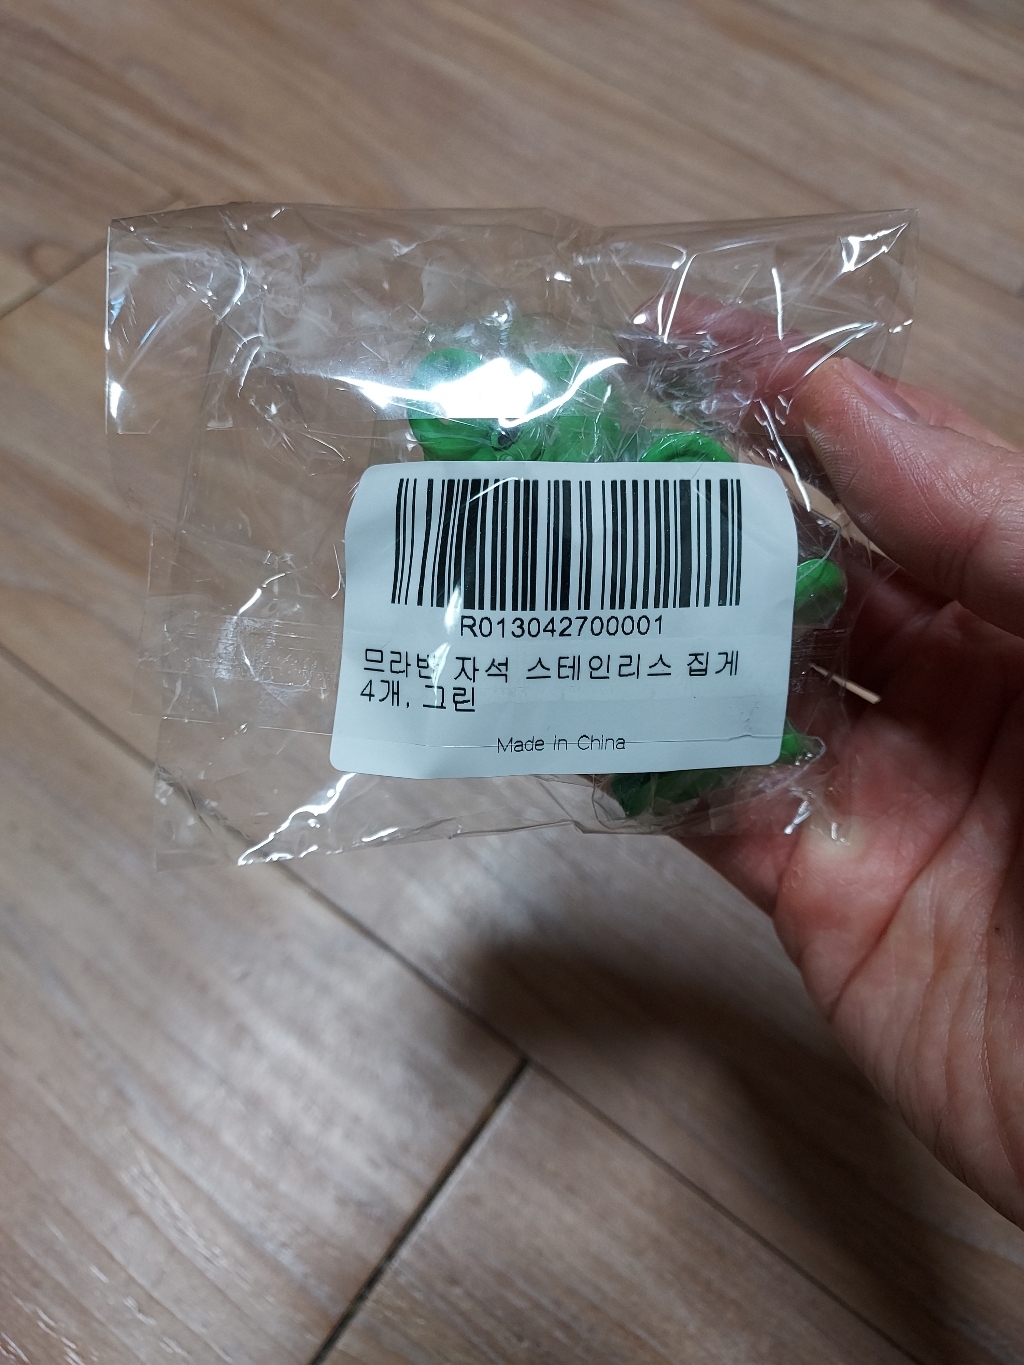 R013042700001
므라반 자석 스테인리스 집게
4개, 그린
Made in China